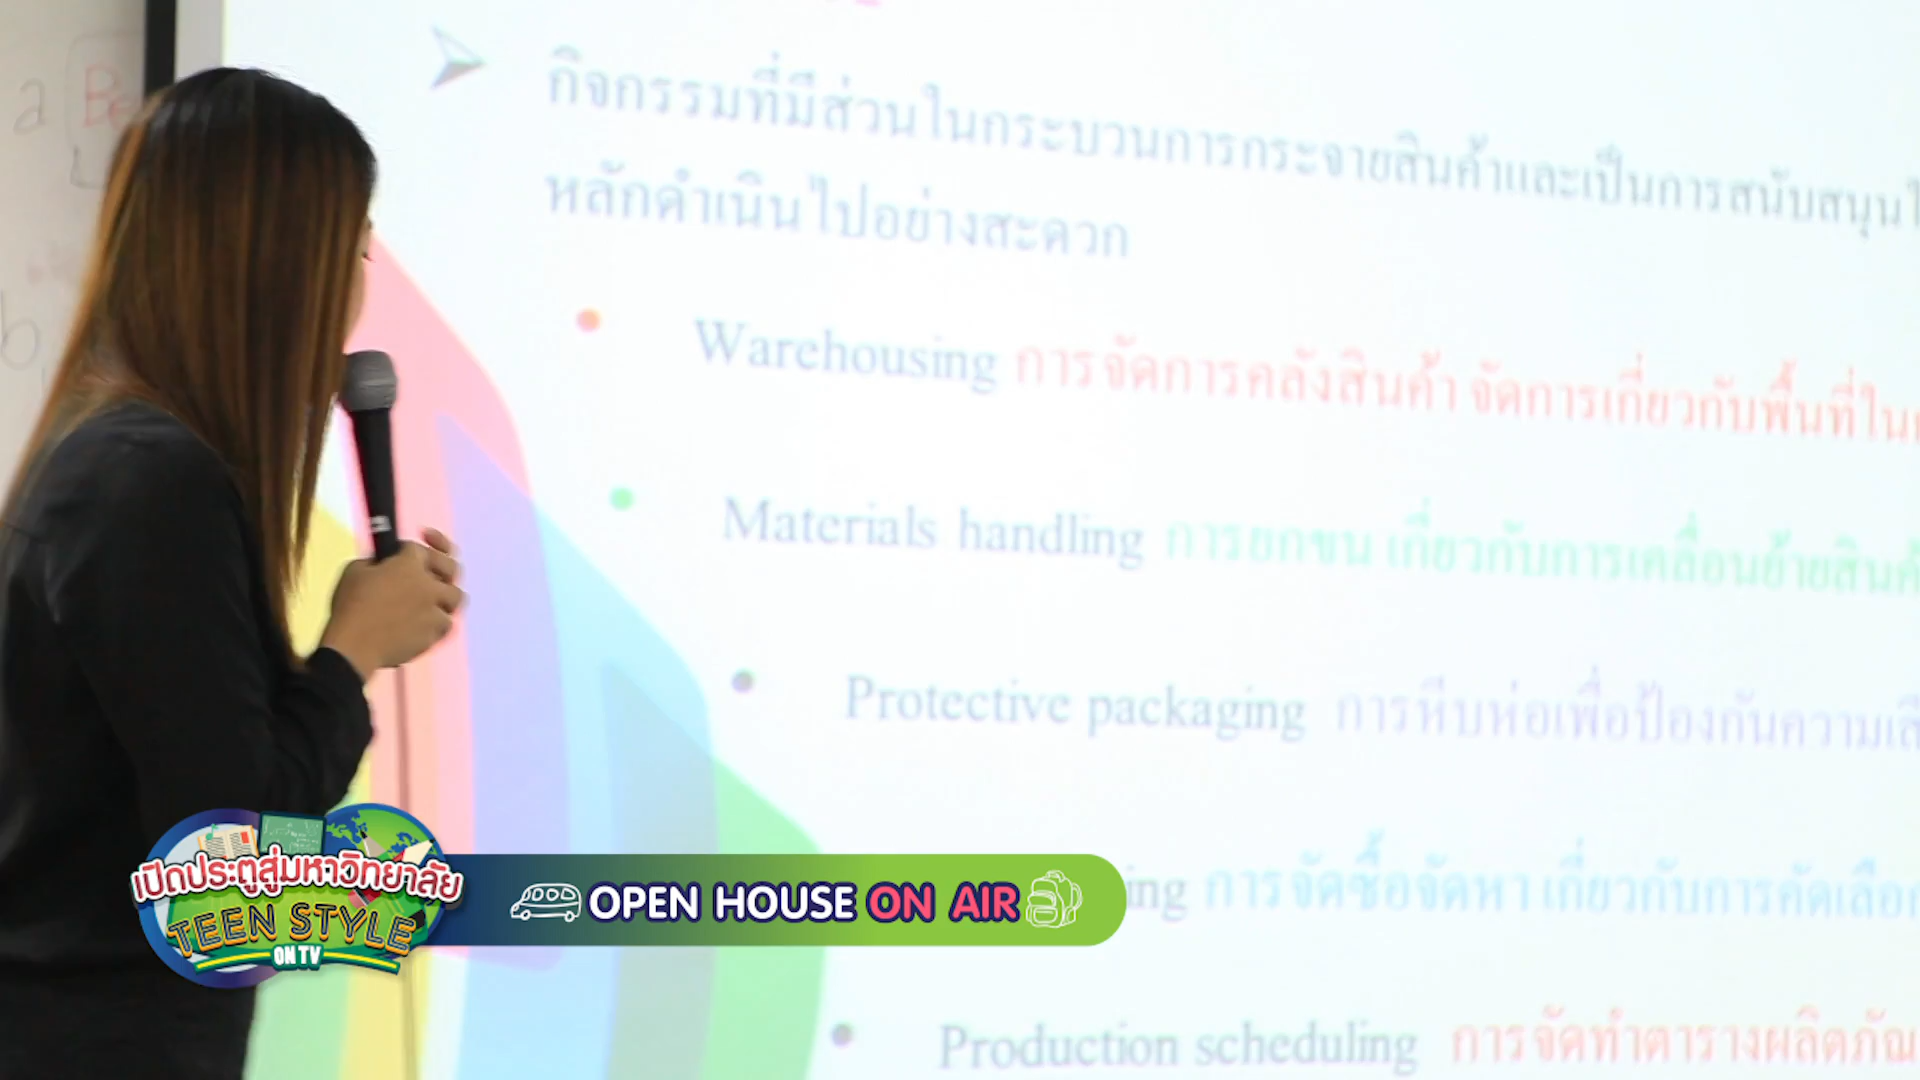 กิจกรรมที่มีส่วนในกระบวนการกระจายสินค้าและเป็นการสนับสนุน
หลักดำเนินไปอย่างสะดวก
Warehousing การจัดการคลังสินค้า จัดการเกี่ยวกับพื้นที่ใน
Materials handling การยกขน เกี่ยวกับการเคลื่อนย้ายสินค้
Protective packaging การหีบห่อเพื่อป้องกันความเสี
ing การจัดซื้อจัดหา เกี่ยวกับการคัดเลือก
Production scheduling การจัดทำตารางผลิตภัณ
เปิดประตูสู่มหาวิทยาลัย
TEEN STYLE
ON TV
OPEN HOUSE ON AIR
a
b